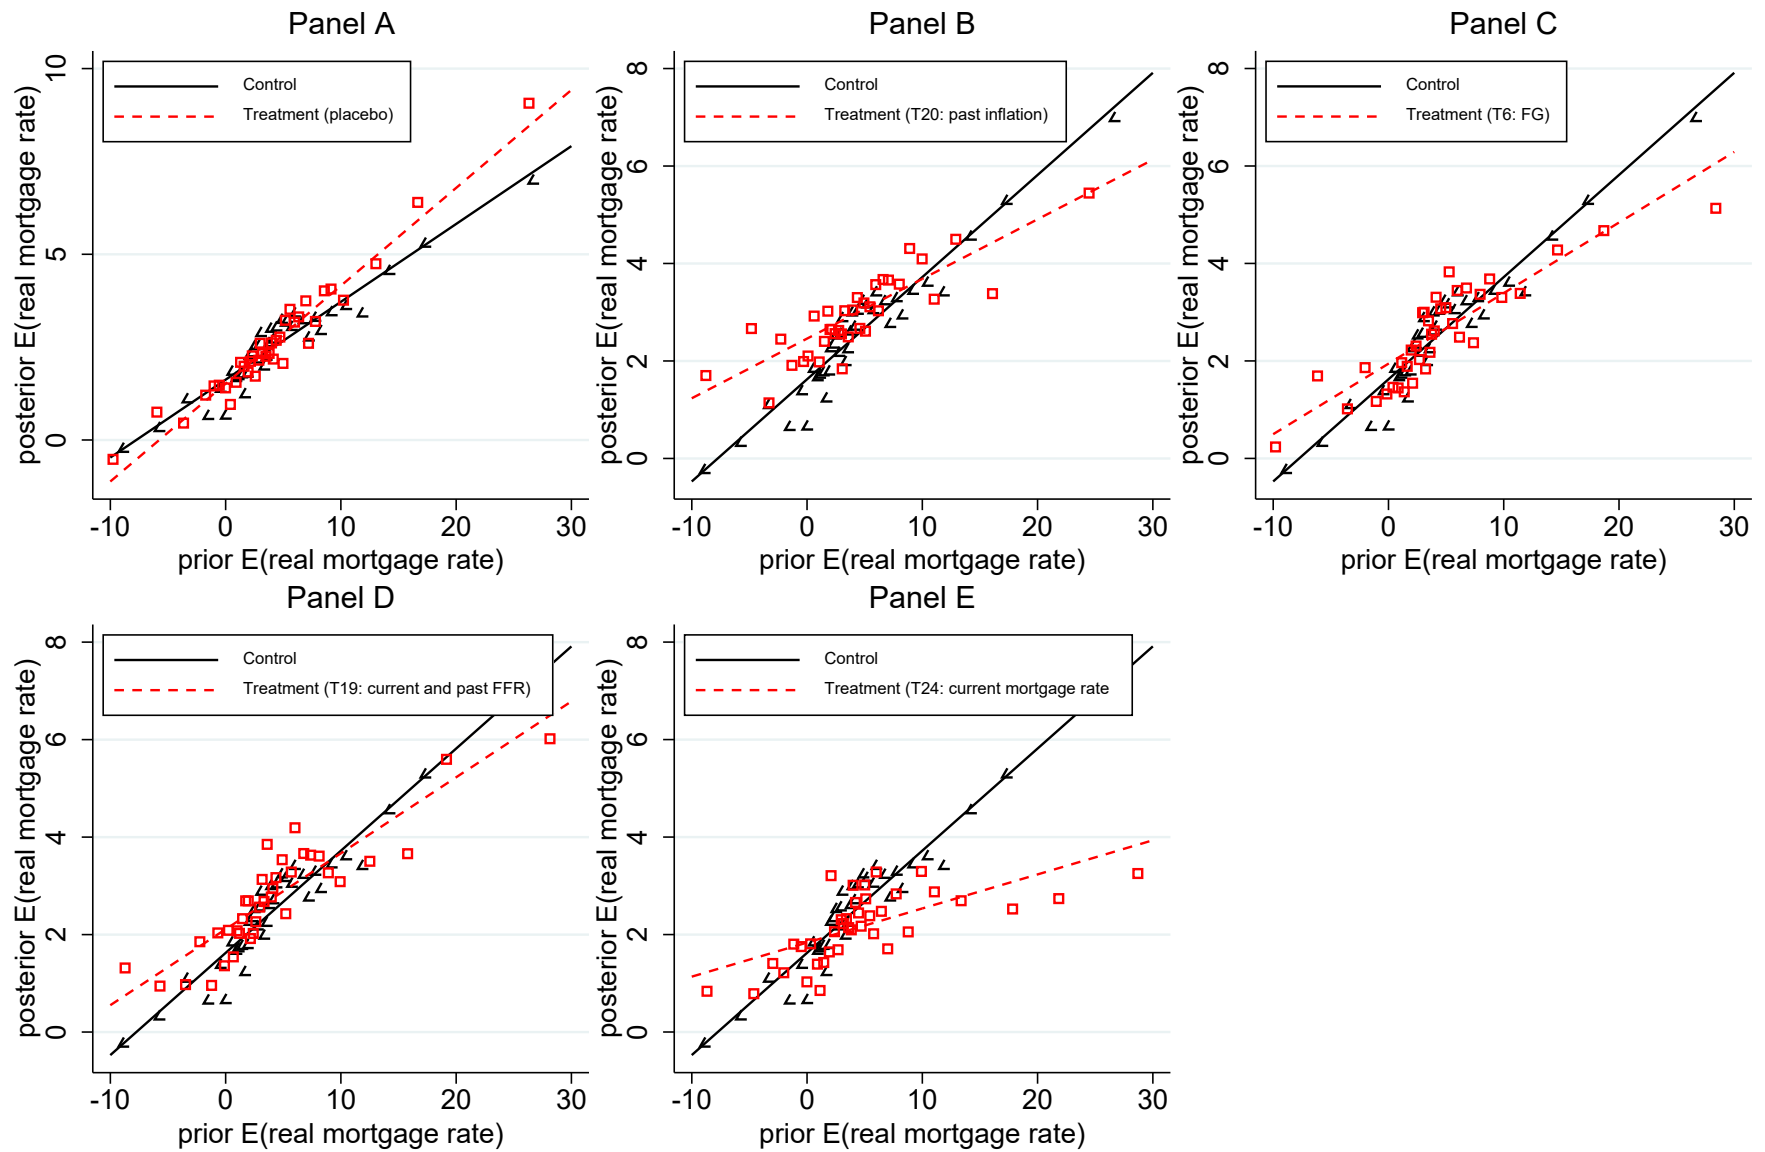 Panel A
10
5
0
posterior E(real mortgage rate)
Control
Treatment (placebo)
-10 0 10 20 30
prior E(real mortgage rate)
Panel B
8
6
4
2
0
posterior E(real mortgage rate)
Control
Treatment (T20: past inflation)
-10 0 10 20 30
prior E(real mortgage rate)
Panel C
8
6
4
2
0
posterior E(real mortgage rate)
Control
Treatment (T6: FG)
-10 0 10 20 30
prior E(real mortgage rate)
Panel D
8
6
4
2
0
posterior E(real mortgage rate)
Control
Treatment (T19: current and past FFR)
-10 0 10 20 30
prior E(real mortgage rate)
Panel E
8
6
4
2
0
posterior E(real mortgage rate)
Control
Treatment (T24: current mortgage rate
-10 0 10 20 30
prior E(real mortgage rate)